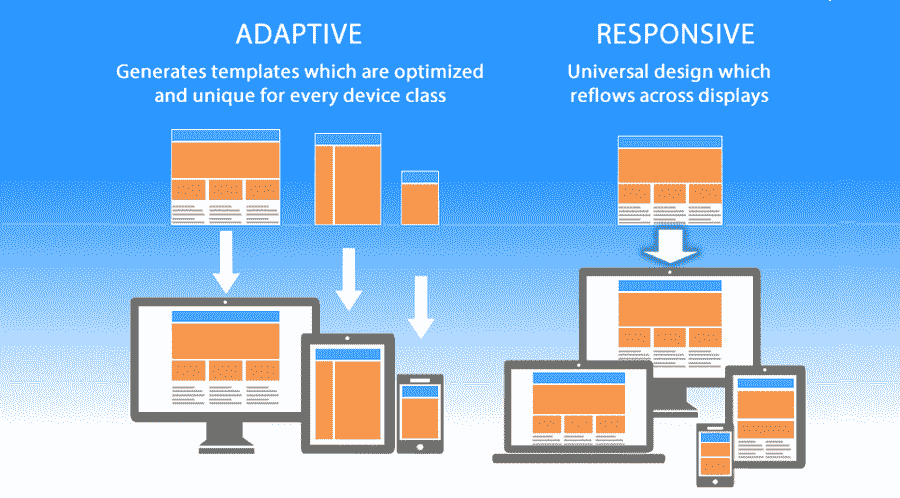 ADAPTIVE
Generates templates which are optimized
and unique for every device class
RESPONSIVE
Universal design which
reflows across displays